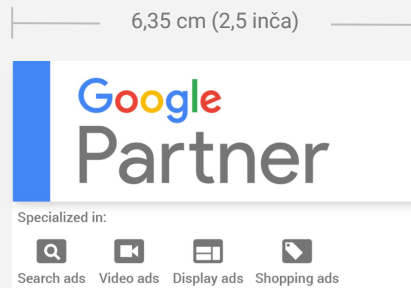 6,35 cm (2,5 inča)
Google
Partner
Specialized in:
Search ads Video ads Display ads Shopping ads